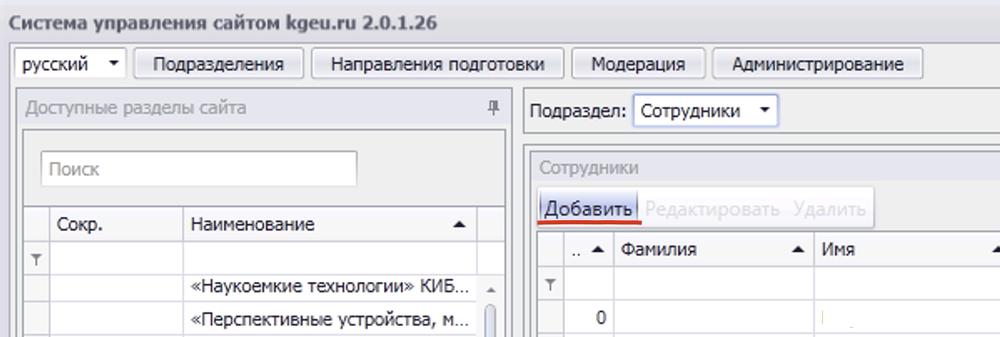 Система управления сайтом kgeu.ru 2.0.1.26
русский Подразделения Направления подготовки Модерация Администрирование
Доступные разделы сайта
Поиск
Сокр. Наименование
«Наукоемкие технологии» КИБ...
«Перспективные устройства, м...
Подраздел: Сотрудники
Сотрудники
Добавить Редактировать Удалить
.. Фамилия Имя
0